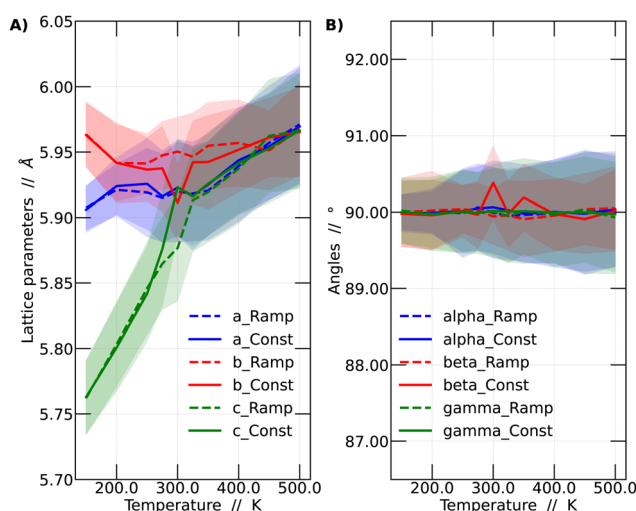 A)
Lattice parameters // Å
6.05
6.00
5.95
5.90
5.85
5.80
5.75
5.70
200.0 300.0 400.0 500.0
Temperature // K
a_Ramp
a_Const
b_Ramp
b_Const
c_Ramp
c_Const
B)
Angles // °
92.00
91.00
90.00
89.00
88.00
87.00
200.0 300.0 400.0 500.0
Temperature // K
alpha_Ramp
alpha_Const
beta_Ramp
beta_Const
gamma_Ramp
gamma_Const